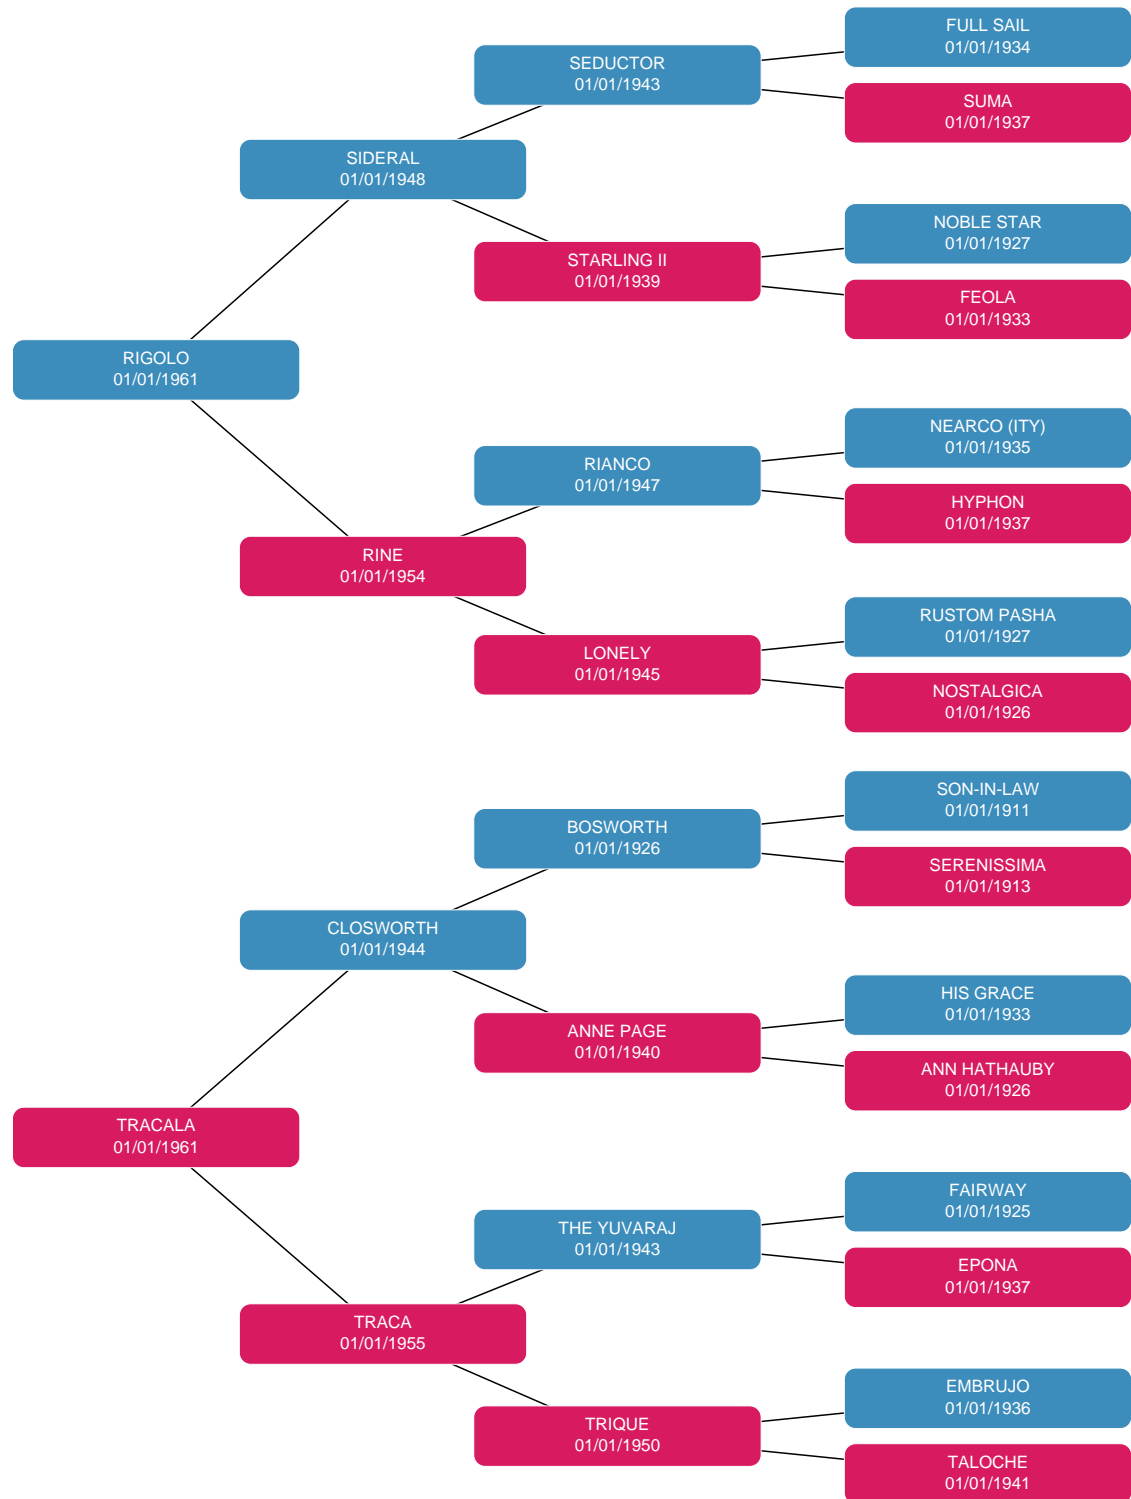 FULL SAIL
01/01/1934
SEDUCTOR
01/01/1943
SUMA
01/01/1937
SIDERAL
01/01/1948
NOBLE STAR
01/01/1927
STARLING II
01/01/1939
FEOLA
01/01/1933
RIGOLO
01/01/1961
NEARCO (ITY)
01/01/1935
RIANCO
01/01/1947
HYPHON
01/01/1937
RINE
01/01/1954
RUSTOM PASHA
01/01/1927
LONELY
01/01/1945
NOSTALGICA
01/01/1926
SON-IN-LAW
01/01/1911
BOSWORTH
01/01/1926
SERENISSIMA
01/01/1913
CLOSWORTH
01/01/1944
HIS GRACE
01/01/1933
ANNE PAGE
01/01/1940
ANN HATHAUBY
01/01/1926
TRACALA
01/01/1961
FAIRWAY
01/01/1925
THE YUVARAJ
01/01/1943
EPONA
01/01/1937
TRACA
01/01/1955
EMBRUJO
01/01/1936
TRIQUE
01/01/1950
TALOCHE
01/01/1941